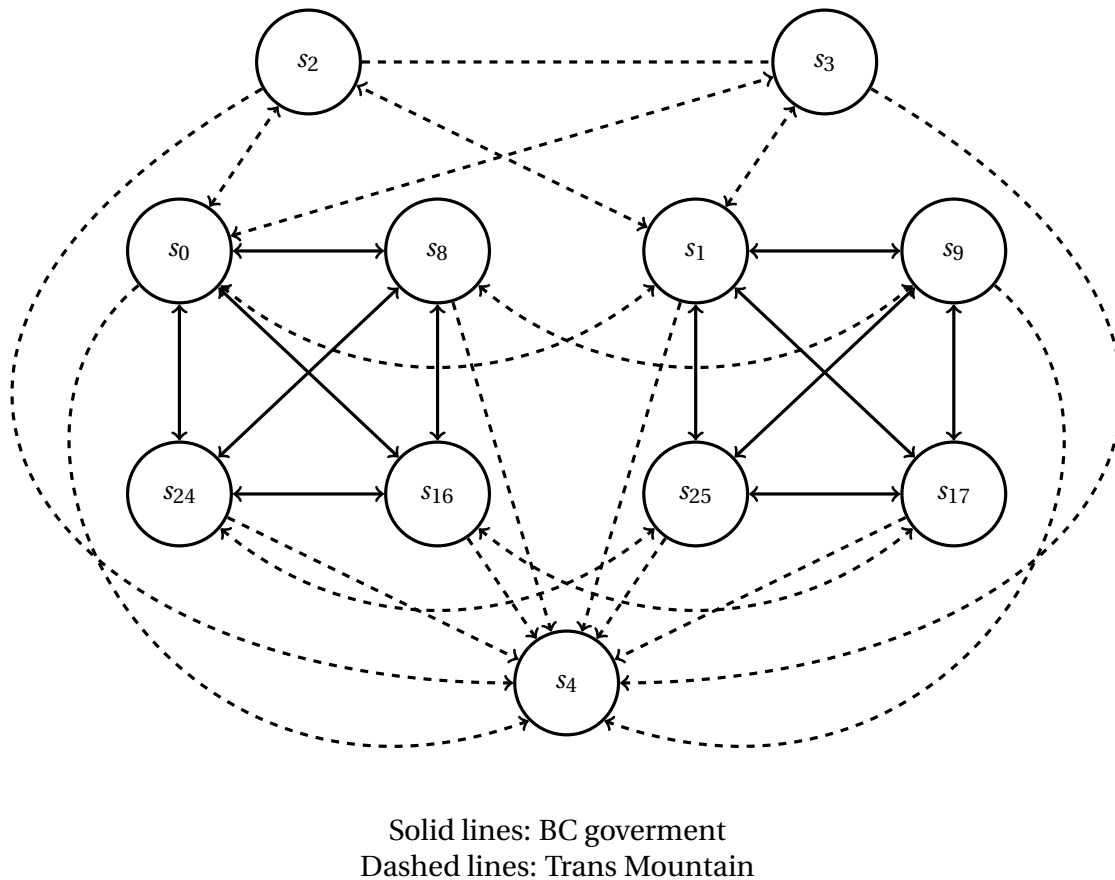 s2
s3
s0
s8
s1
s9
s24
s16
s25
s17
s4
Solid lines: BC goverment
Dashed lines: Trans Mountain